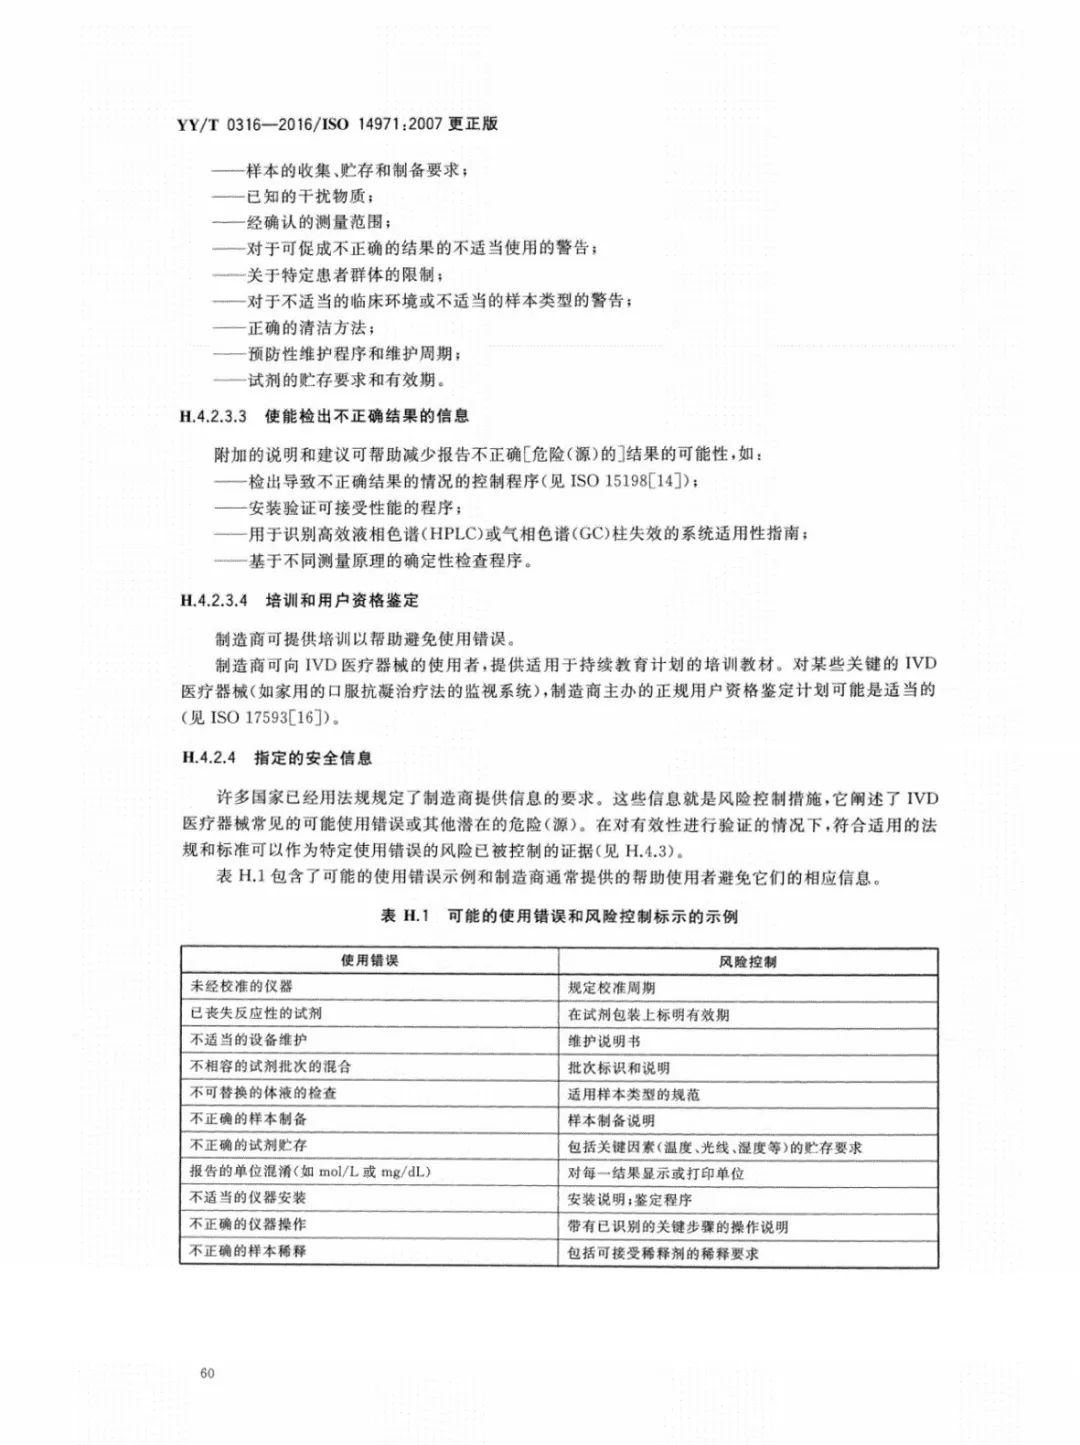 YY/T 0316—2016/ISO 14971:2007 更正版
——样本的收集、贮存和制备要求;
——已知的干扰物质;
——经确认的测量范围;
——对于可促成不正确的结果的不适当使用的警告;
——关于特定患者群体的限制;
——对于不适当的临床环境或不适当的样本类型的警告;
——正确的清洁方法;
——预防性维护程序和维护周期;
——试剂的贮存要求和有效期。
H.4.2.3.3 使能检出不正确结果的信息
附加的说明和建议可帮助减少报告不正确[危险(源)的]结果的可能性,如:
——检出导致不正确结果的情况的控制程序(见 ISO 15198[14]);
——安装验证可接受性能的程序;
——用于识别高效液相色谱(HPLC)或气相色谱(GC)柱失效的系统适用性指南;
——基于不同测量原理的确定性检查程序。
H.4.2.3.4 培训和用户资格鉴定
制造商可提供培训以帮助避免使用错误。
制造商可向 IVD 医疗器械的使用者,提供适用于持续教育计划的培训教材。对某些关键的 IVD
医疗器械(如家用的口服抗凝治疗法的监视系统),制造商主办的正规用户资格鉴定计划可能是适当的
(见 ISO 17593[16])。
H.4.2.4 指定的安全信息
许多国家已经用法规规定了制造商提供信息的要求。这些信息就是风险控制措施,它阐述了 IVD
医疗器械常见的可能使用错误或其他潜在的危险(源)。在对有效性进行验证的情况下,符合适用的法
规和标准可以作为特定使用错误的风险已被控制的证据(见 H.4.3)。
表 H.1 包含了可能的使用错误示例和制造商通常提供的帮助使用者避免它们的相应信息。
表 H.1 可能的使用错误和风险控制标示的示例
使用错误 风险控制
未经校准的仪器 规定校准周期
已丧失反应性的试剂 在试剂包装上标明有效期
不适当的设备维护 维护说明书
不相容的试剂批次的混合 批次标识和说明
不可替换的体液的检查 适用样本类型的规范
不正确的样本制备 样本制备说明
不正确的试剂贮存 包括关键因素(温度、光线、湿度等)的贮存要求
报告的单位混淆(如 mol/L 或 mg/dL) 对每一结果显示或打印单位
不适当的仪器安装 安装说明;鉴定程序
不正确的仪器操作 带有已识别的关键步骤的操作说明
不正确的样本稀释 包括可接受稀释剂的稀释要求
60